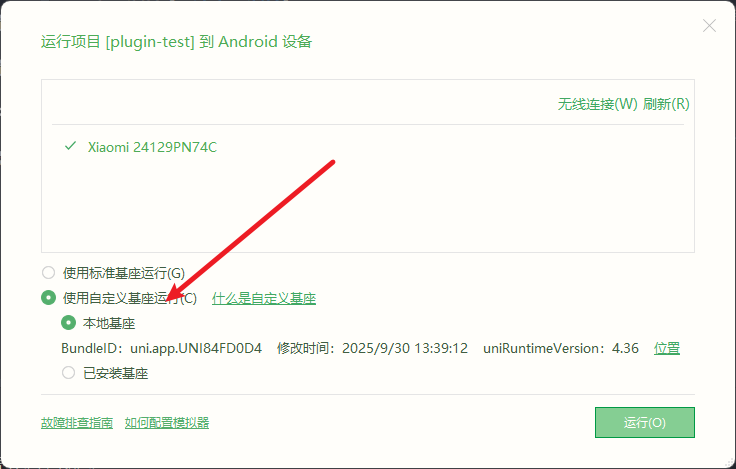 运行项目 [plugin-test] 到 Android 设备
无线连接(W) 刷新(R)
Xiaomi 24129PN74C
使用标准基座运行(G)
使用自定义基座运行(C) 什么是自定义基座
本地基座
BundleID：uni.app.UNI84FD0D4 修改时间：2025/9/30 13:39:12 uniRuntimeVersion：4.36 位置
已安装基座
故障排查指南 如何配置模拟器 运行(O)